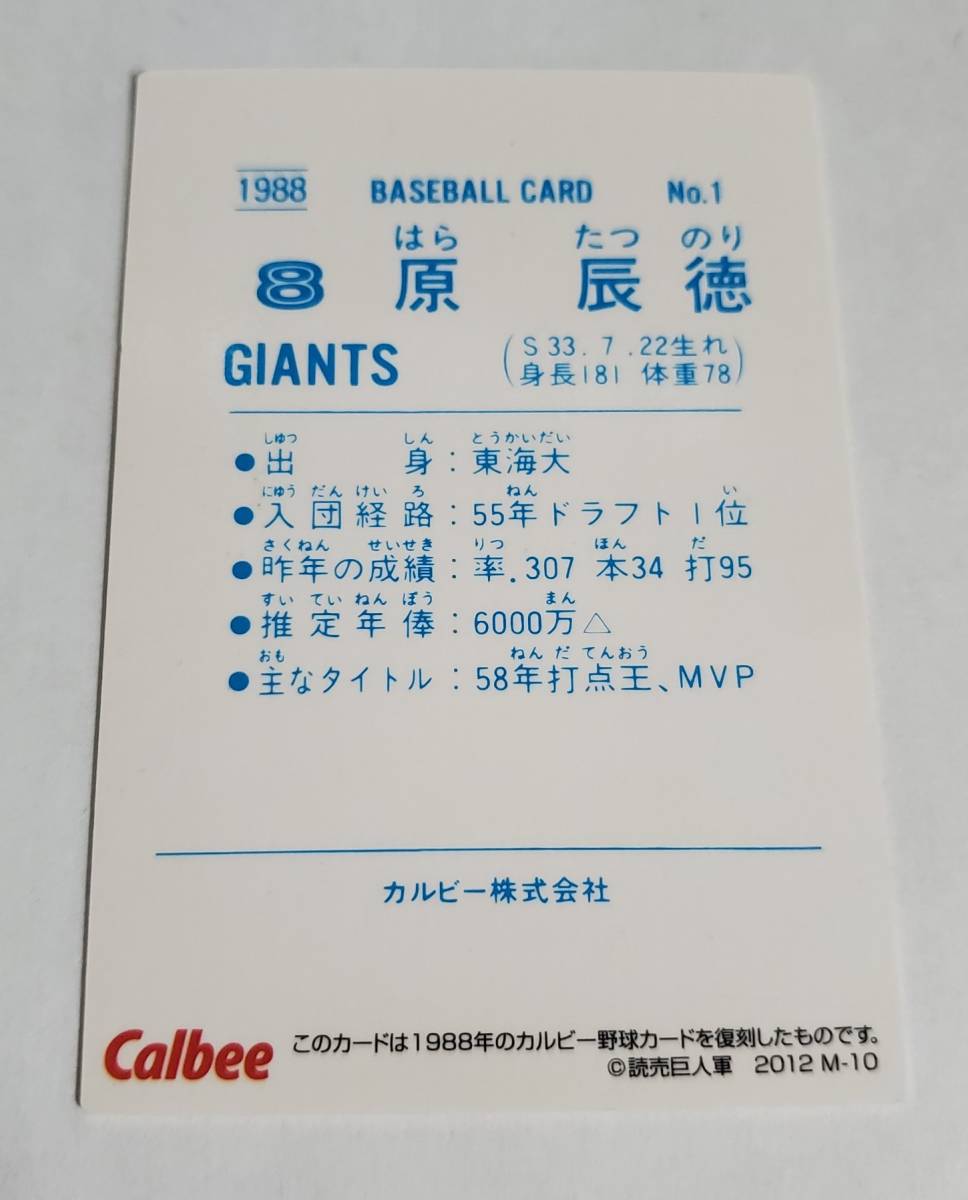 1988 BASEBALL CARD No.1
はら たつ のり
8 原 辰徳
GIANTS (S33.7.22生れ
身長181 体重78)
しゅつ しん とうかいだい
●出身:東海大
にゅう だん けい ろ ねん い
●入団経路:55年ドラフト1位
さくねん せいせき りつ ほん だ
●昨年の成績:率.307 本34 打95
すい てい ねん ぽう まん
●推定年俸:6000万△
おも ねん だ てんおう
●主なタイトル:58年打点王、MVP
カルビー株式会社
Calbee このカードは1988年のカルビー野球カードを復刻したものです。
©読売巨人軍 2012 M-10